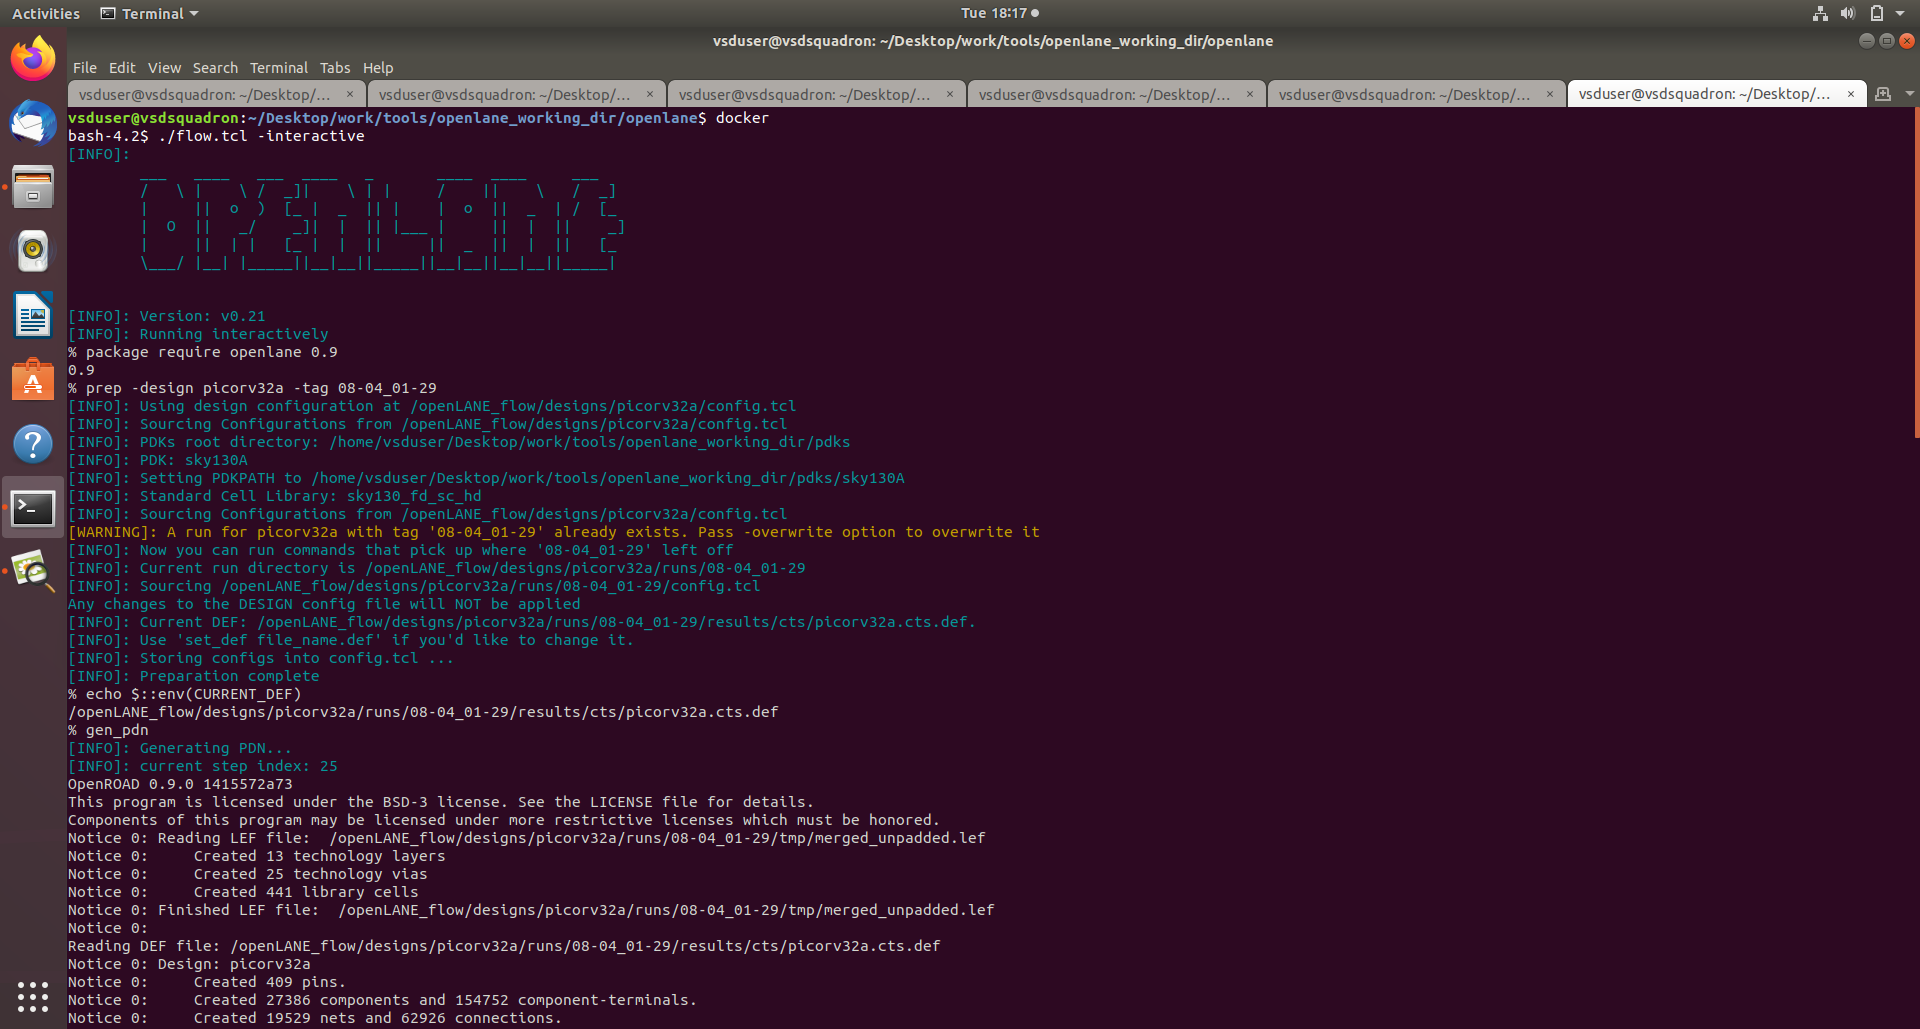 Activities Terminal Tue 18:17
vsduser@vsdsquadron: ~/Desktop/work/tools/openlane_working_dir/openlane
File Edit View Search Terminal Tabs Help
vsduser@vsdsquadron: ~/Desktop/... × vsduser@vsdsquadron: ~/Desktop/... × vsduser@vsdsquadron: ~/Desktop/... × vsduser@vsdsquadron: ~/Desktop/... × vsduser@vsdsquadron: ~/Desktop/... × vsduser@vsdsquadron: ~/Desktop/... ×
vsduser@vsdsquadron:~/Desktop/work/tools/openlane_working_dir/openlane$ docker
bash-4.2$ ./flow.tcl -interactive
[INFO]:
OPENLANE
[INFO]: Version: v0.21
[INFO]: Running interactively
% package require openlane 0.9
0.9
% prep -design picorv32a -tag 08-04_01-29
[INFO]: Using design configuration at /openLANE_flow/designs/picorv32a/config.tcl
[INFO]: Sourcing Configurations from /openLANE_flow/designs/picorv32a/config.tcl
[INFO]: PDKs root directory: /home/vsduser/Desktop/work/tools/openlane_working_dir/pdks
[INFO]: PDK: sky130A
[INFO]: Setting PDKPATH to /home/vsduser/Desktop/work/tools/openlane_working_dir/pdks/sky130A
[INFO]: Standard Cell Library: sky130_fd_sc_hd
[INFO]: Sourcing Configurations from /openLANE_flow/designs/picorv32a/config.tcl
[WARNING]: A run for picorv32a with tag '08-04_01-29' already exists. Pass -overwrite option to overwrite it
[INFO]: Now you can run commands that pick up where '08-04_01-29' left off
[INFO]: Current run directory is /openLANE_flow/designs/picorv32a/runs/08-04_01-29
[INFO]: Sourcing /openLANE_flow/designs/picorv32a/runs/08-04_01-29/config.tcl
Any changes to the DESIGN config file will NOT be applied
[INFO]: Current DEF: /openLANE_flow/designs/picorv32a/runs/08-04_01-29/results/cts/picorv32a.cts.def.
[INFO]: Use 'set_def file_name.def' if you'd like to change it.
[INFO]: Storing configs into config.tcl ...
[INFO]: Preparation complete
% echo $::env(CURRENT_DEF)
/openLANE_flow/designs/picorv32a/runs/08-04_01-29/results/cts/picorv32a.cts.def
% gen_pdn
[INFO]: Generating PDN...
[INFO]: current step index: 25
OpenROAD 0.9.0 1415572a73
This program is licensed under the BSD-3 license. See the LICENSE file for details.
Components of this program may be licensed under more restrictive licenses which must be honored.
Notice 0: Reading LEF file:  /openLANE_flow/designs/picorv32a/runs/08-04_01-29/tmp/merged_unpadded.lef
Notice 0:     Created 13 technology layers
Notice 0:     Created 25 technology vias
Notice 0:     Created 441 library cells
Notice 0: Finished LEF file:  /openLANE_flow/designs/picorv32a/runs/08-04_01-29/tmp/merged_unpadded.lef
Notice 0:
Reading DEF file: /openLANE_flow/designs/picorv32a/runs/08-04_01-29/results/cts/picorv32a.cts.def
Notice 0: Design: picorv32a
Notice 0:     Created 409 pins.
Notice 0:     Created 27386 components and 154752 component-terminals.
Notice 0:     Created 19529 nets and 62926 connections.